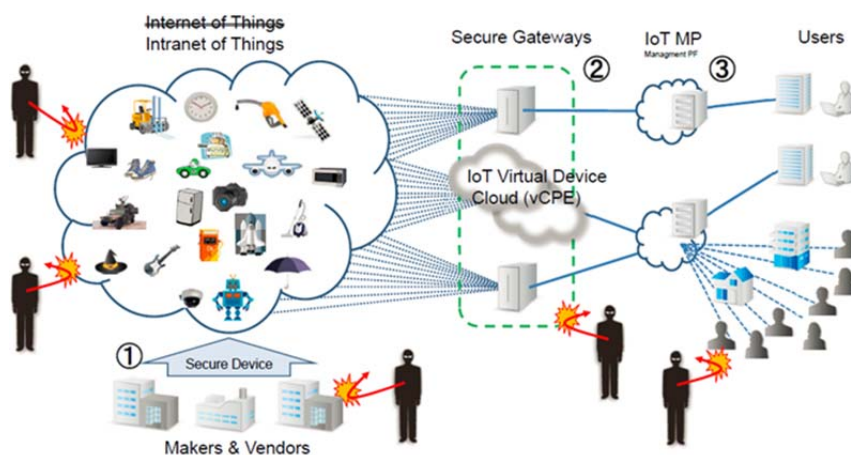 Internet of Things
Intranet of Things
Secure Gateways
②
IoT MP
Managment PF
③
Users
IoT Virtual Device
Cloud (vCPE)
①
Secure Device
Makers & Vendors